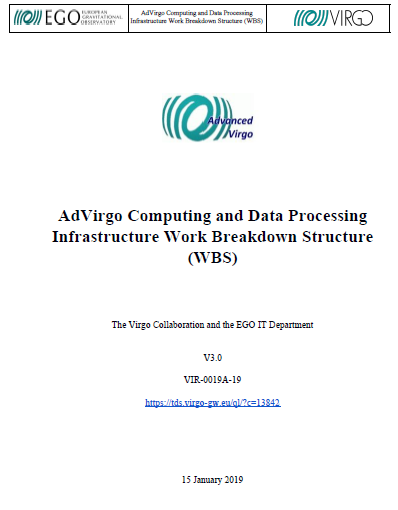 EGO EUROPEAN
GRAVITATIONAL
OBSERVATORY
AdVirgo Computing and Data Processing
Infrastructure Work Breakdown Structure (WBS)
VIRGO
Advanced
Virgo
AdVirgo Computing and Data Processing
Infrastructure Work Breakdown Structure
(WBS)
The Virgo Collaboration and the EGO IT Department
V3.0
VIR-0019A-19
https://tds.virgo-gw.eu/ql/?c=13842
15 January 2019